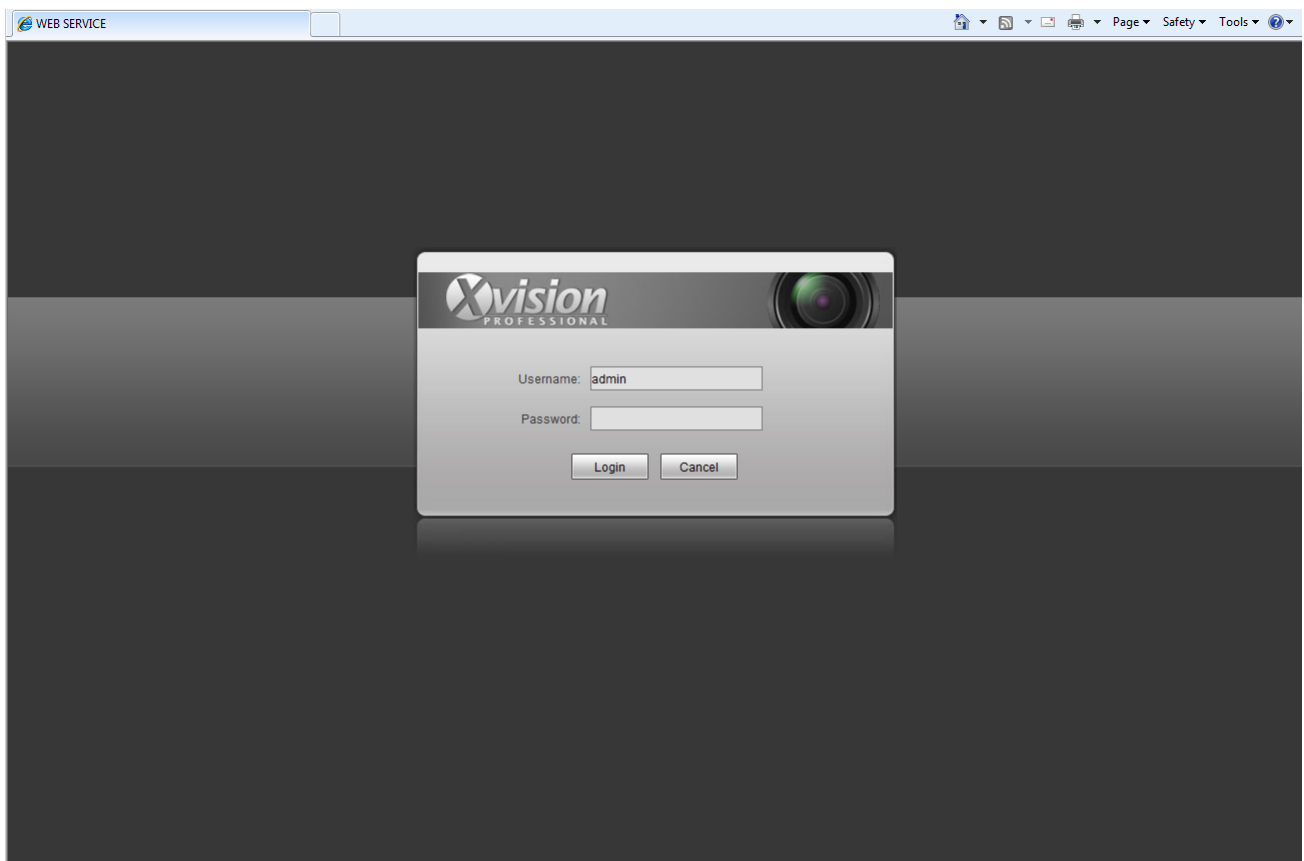 WEB SERVICE
Page Safety Tools
Xvision
PROFESSIONAL
Username: admin
Password:
Login Cancel